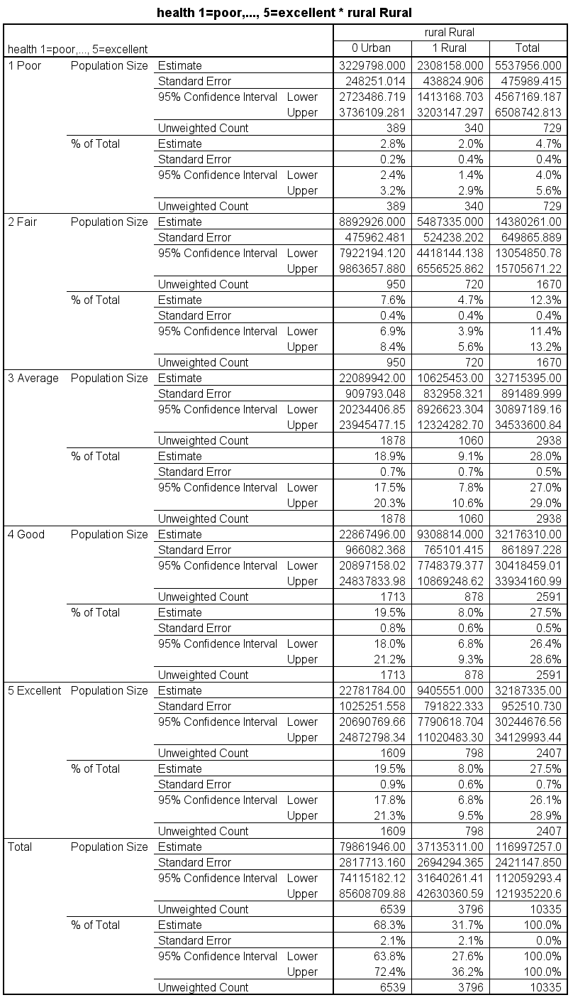 health 1=poor,..., 5=excellent * rural Rural
rural Rural
health 1=poor,..., 5=excellent 0 Urban 1 Rural Total
1 Poor Population Size Estimate 3229798.000 2308158.000 5537956.000
Standard Error 248251.014 438824.906 475989.415
95% Confidence Interval Lower 2723486.719 1413168.703 4567169.187
Upper 3736109.281 3203147.297 6508742.813
Unweighted Count 389 340 729
% of Total Estimate 2.8% 2.0% 4.7%
Standard Error 0.2% 0.4% 0.4%
95% Confidence Interval Lower 2.4% 1.4% 4.0%
Upper 3.2% 2.9% 5.6%
Unweighted Count 389 340 729
2 Fair Population Size Estimate 8892926.000 5487335.000 14380261.00
Standard Error 475962.481 524238.202 649865.889
95% Confidence Interval Lower 7922194.120 4418144.138 13054850.78
Upper 9863657.880 6556525.862 15705671.22
Unweighted Count 950 720 1670
% of Total Estimate 7.6% 4.7% 12.3%
Standard Error 0.4% 0.4% 0.4%
95% Confidence Interval Lower 6.9% 3.9% 11.4%
Upper 8.4% 5.6% 13.2%
Unweighted Count 950 720 1670
3 Average Population Size Estimate 22089942.00 10625453.00 32715395.00
Standard Error 909793.048 832958.321 891489.999
95% Confidence Interval Lower 20234406.85 8926623.304 30897189.16
Upper 23945477.15 12324282.70 34533600.84
Unweighted Count 1878 1060 2938
% of Total Estimate 18.9% 9.1% 28.0%
Standard Error 0.7% 0.7% 0.5%
95% Confidence Interval Lower 17.5% 7.8% 27.0%
Upper 20.3% 10.6% 29.0%
Unweighted Count 1878 1060 2938
4 Good Population Size Estimate 22867496.00 9308814.000 32176310.00
Standard Error 966082.368 765101.415 861897.228
95% Confidence Interval Lower 20897158.02 7748379.377 30418459.01
Upper 24837833.98 10869248.62 33934160.99
Unweighted Count 1713 878 2591
% of Total Estimate 19.5% 8.0% 27.5%
Standard Error 0.8% 0.6% 0.5%
95% Confidence Interval Lower 18.0% 6.8% 26.4%
Upper 21.2% 9.3% 28.6%
Unweighted Count 1713 878 2591
5 Excellent Population Size Estimate 22781784.00 9405551.000 32187335.00
Standard Error 1025251.558 791822.333 952510.730
95% Confidence Interval Lower 20690769.66 7790618.704 30244676.56
Upper 24872798.34 11020483.30 34129993.44
Unweighted Count 1609 798 2407
% of Total Estimate 19.5% 8.0% 27.5%
Standard Error 0.9% 0.6% 0.7%
95% Confidence Interval Lower 17.8% 6.8% 26.1%
Upper 21.3% 9.5% 28.9%
Unweighted Count 1609 798 2407
Total Population Size Estimate 79861946.00 37135311.00 116997257.0
Standard Error 2817713.160 2694294.365 2421147.850
95% Confidence Interval Lower 74115182.12 31640261.41 112059293.4
Upper 85608709.88 42630360.59 121935220.6
Unweighted Count 6539 3796 10335
% of Total Estimate 68.3% 31.7% 100.0%
Standard Error 2.1% 2.1% 0.0%
95% Confidence Interval Lower 63.8% 27.6% 100.0%
Upper 72.4% 36.2% 100.0%
Unweighted Count 6539 3796 10335